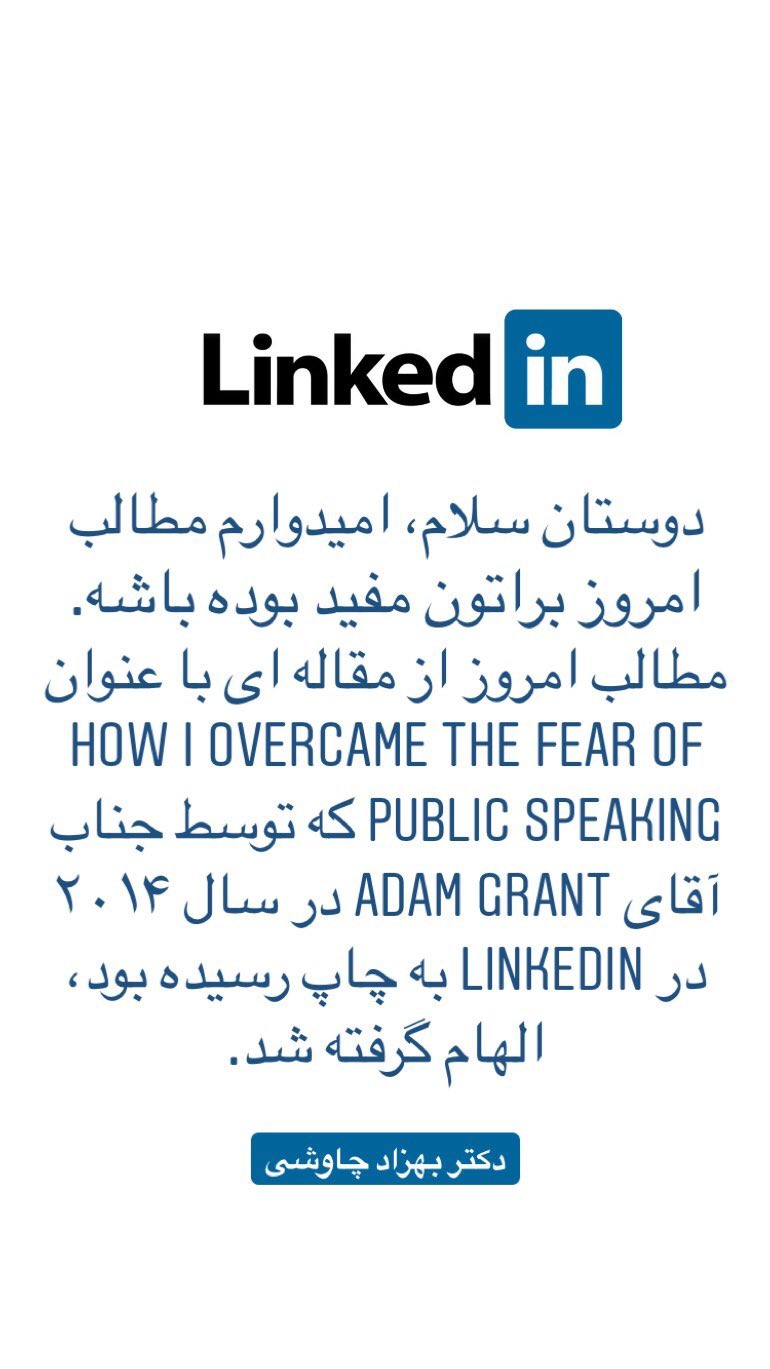 Linked in
دوستان سلام، امیدوارم مطالب
امروز براتون مفید بوده باشه.
مطالب امروز از مقاله ای با عنوان
HOW I OVERCAME THE FEAR OF
PUBLIC SPEAKING که توسط جناب
آقای ADAM GRANT در سال ۲۰۱۴
در LINKEDIN به چاپ رسیده بود،
الهام گرفته شد.
دکتر بهزاد چاوشی